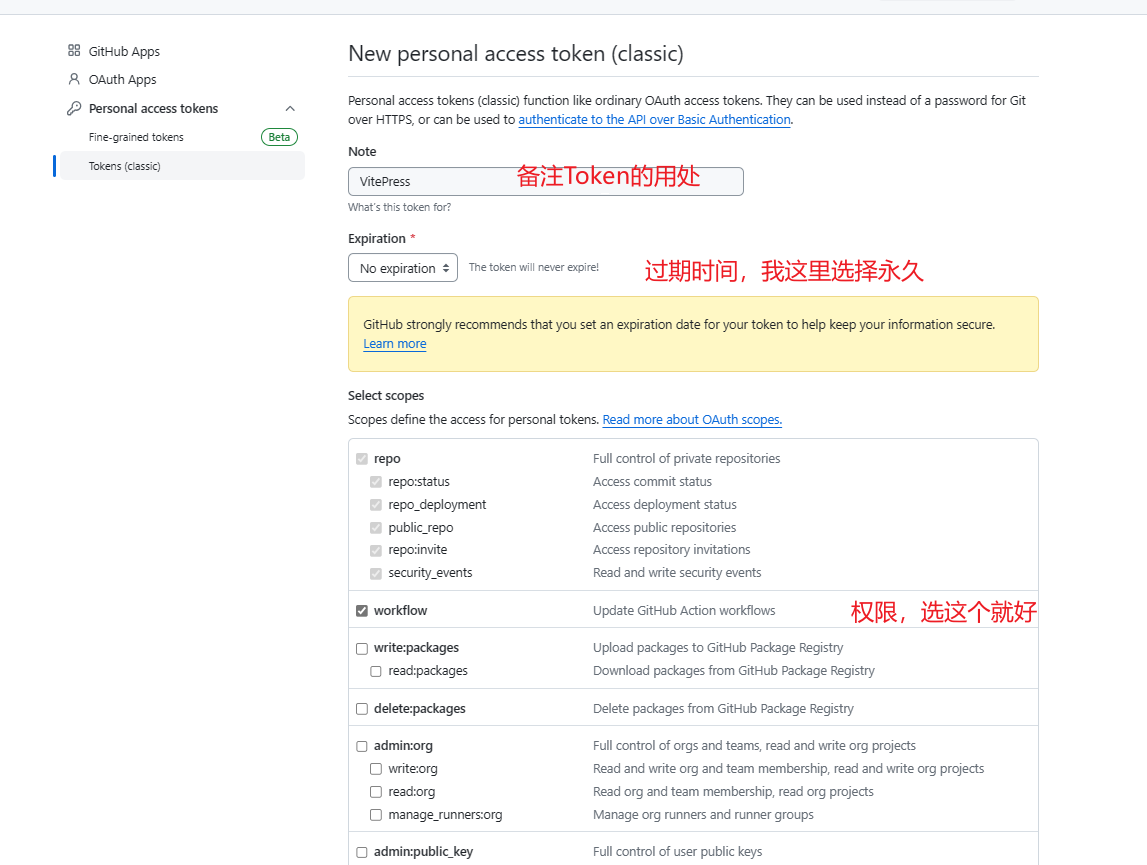 GitHub Apps
OAuth Apps
Personal access tokens
Fine-grained tokens Beta
Tokens (classic)
New personal access token (classic)
Personal access tokens (classic) function like ordinary OAuth access tokens. They can be used instead of a password for Git
over HTTPS, or can be used to authenticate to the API over Basic Authentication.
Note
VitePress 备注Token的用处
What's this token for?
Expiration *
No expiration The token will never expire! 过期时间，我这里选择永久
GitHub strongly recommends that you set an expiration date for your token to help keep your information secure.
Learn more
Select scopes
Scopes define the access for personal tokens. Read more about OAuth scopes.
repo Full control of private repositories
repo:status Access commit status
repo_deployment Access deployment status
public_repo Access public repositories
repo:invite Access repository invitations
security_events Read and write security events
workflow Update GitHub Action workflows 权限，选这个就好
write:packages Upload packages to GitHub Package Registry
read:packages Download packages from GitHub Package Registry
delete:packages Delete packages from GitHub Package Registry
admin:org Full control of orgs and teams, read and write org projects
write:org Read and write org and team membership, read and write org projects
read:org Read org and team membership, read org projects
manage_runners:org Manage org runners and runner groups
admin:public_key Full control of user public keys